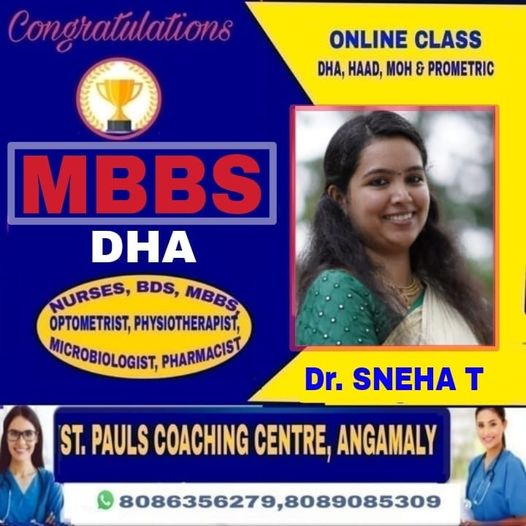 Congratulations
ONLINE CLASS
DHA, HAAD, MOH & PROMETRIC
MBBS
DHA
NURSES, BDS, MBBS,
OPTOMETRIST, PHYSIOTHERAPIST,
MICROBIOLOGIST, PHARMACIST
Dr. SNEHA T
ST. PAULS COACHING CENTRE, ANGAMALY
8086356279,8089085309